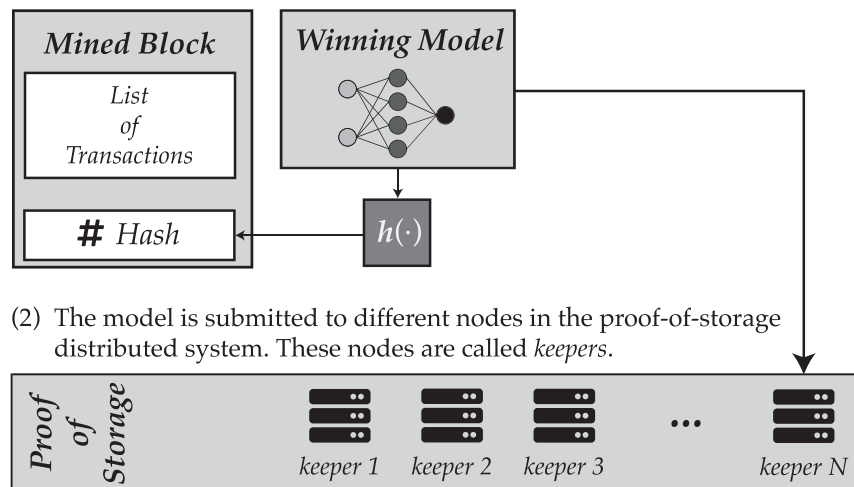 Mined Block
List
of
Transactions
# Hash
Winning Model
h(·)
(2) The model is submitted to different nodes in the proof-of-storage
distributed system. These nodes are called keepers.
Proof
of
Storage
keeper 1
keeper 2
keeper 3
...
keeper N